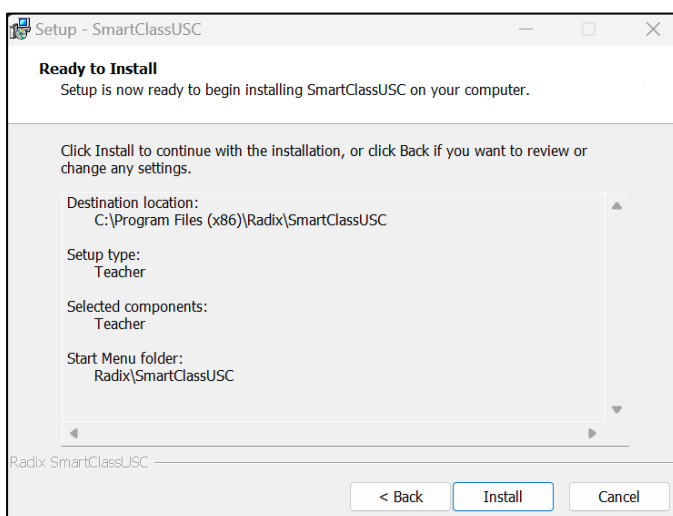 Setup - SmartClassUSC
Ready to Install
Setup is now ready to begin installing SmartClassUSC on your computer.
Click Install to continue with the installation, or click Back if you want to review or
change any settings.
Destination location:
C:\Program Files (x86)\Radix\SmartClassUSC
Setup type:
Teacher
Selected components:
Teacher
Start Menu folder:
Radix\SmartClassUSC
Radix SmartClassUSC
< Back
Install
Cancel